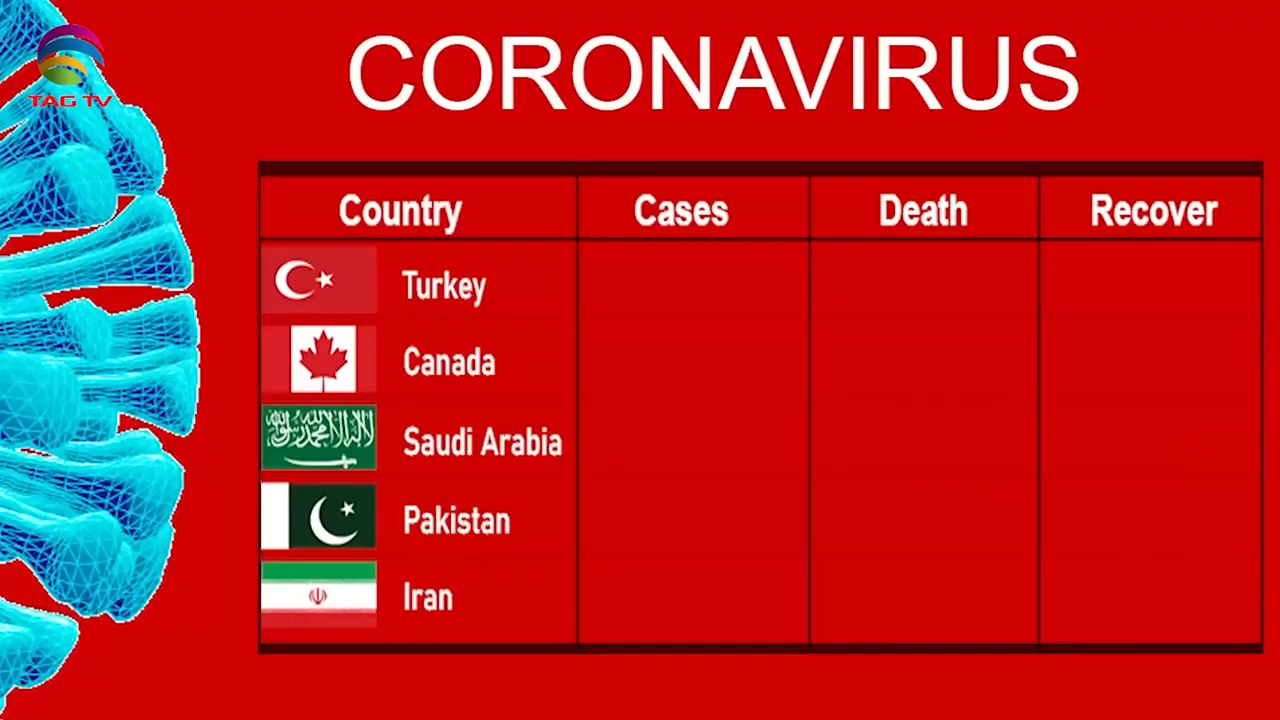 TAG TV
CORONAVIRUS
Country Cases Death Recover
Turkey
Canada
Saudi Arabia
Pakistan
Iran